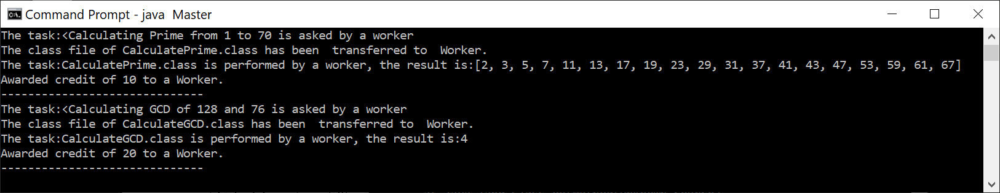 Command Prompt - java  Master
The task:<Calculating Prime from 1 to 70 is asked by a worker
The class file of CalculatePrime.class has been  transferred to  Worker.
The task:CalculatePrime.class is performed by a worker, the result is:[2, 3, 5, 7, 11, 13, 17, 19, 23, 29, 31, 37, 41, 43, 47, 53, 59, 61, 67]
Awarded credit of 10 to a Worker.
------------------------------
The task:<Calculating GCD of 128 and 76 is asked by a worker
The class file of CalculateGCD.class has been  transferred to  Worker.
The task:CalculateGCD.class is performed by a worker, the result is:4
Awarded credit of 20 to a Worker.
------------------------------